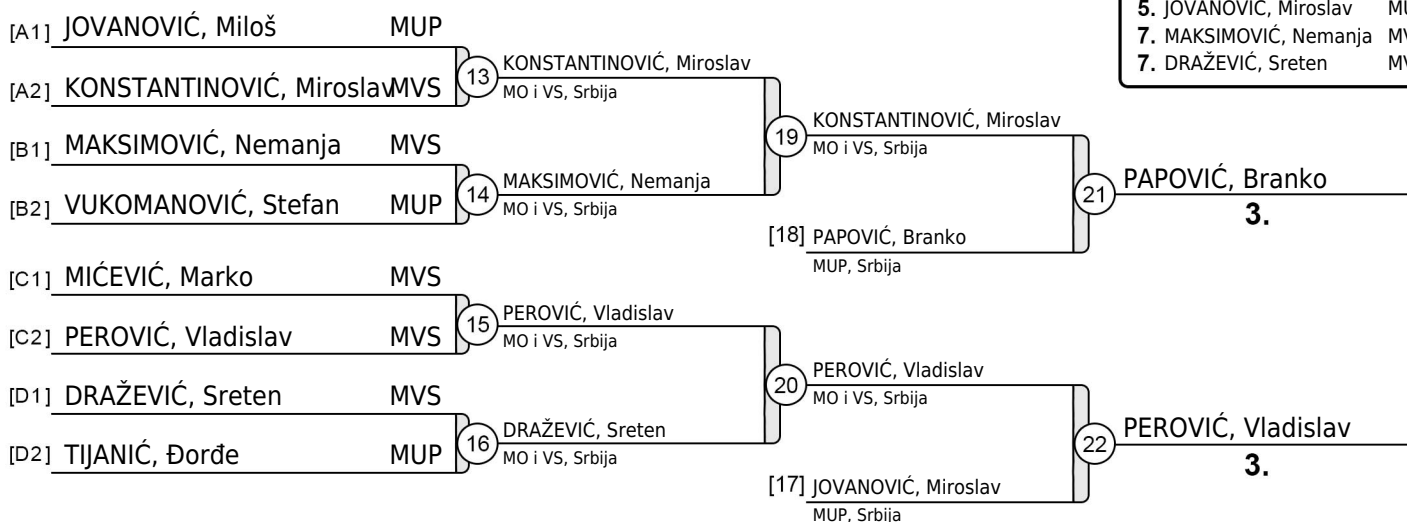 5. JOVANOVIĆ, Miroslav
7. MAKSIMOVIĆ, Nemanja
7. DRAŽEVIĆ, Sreten
[A1] JOVANOVIĆ, Miloš MUP
[A2] KONSTANTINOVIĆ, Miroslav MVS
13 KONSTANTINOVIĆ, Miroslav
MO i VS, Srbija
[B1] MAKSIMOVIĆ, Nemanja MVS
[B2] VUKOMANOVIĆ, Stefan MUP
14 MAKSIMOVIĆ, Nemanja
MO i VS, Srbija
19 KONSTANTINOVIĆ, Miroslav
MO i VS, Srbija
[18] PAPOVIĆ, Branko
MUP, Srbija
21 PAPOVIĆ, Branko
3.
[C1] MIĆEVIĆ, Marko MVS
[C2] PEROVIĆ, Vladislav MVS
15 PEROVIĆ, Vladislav
MO i VS, Srbija
[D1] DRAŽEVIĆ, Sreten MVS
[D2] TIJANIĆ, Đorđe MUP
16 DRAŽEVIĆ, Sreten
MO i VS, Srbija
20 PEROVIĆ, Vladislav
MO i VS, Srbija
[17] JOVANOVIĆ, Miroslav
MUP, Srbija
22 PEROVIĆ, Vladislav
3.